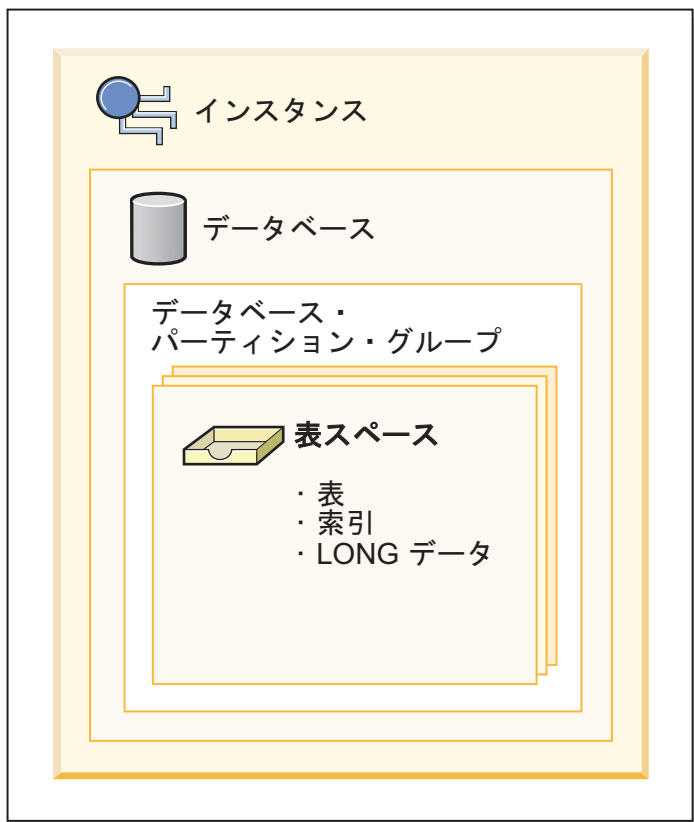 インスタンス
データベース
データベース・
パーティション・グループ
表スペース
・表
・索引
・LONG データ